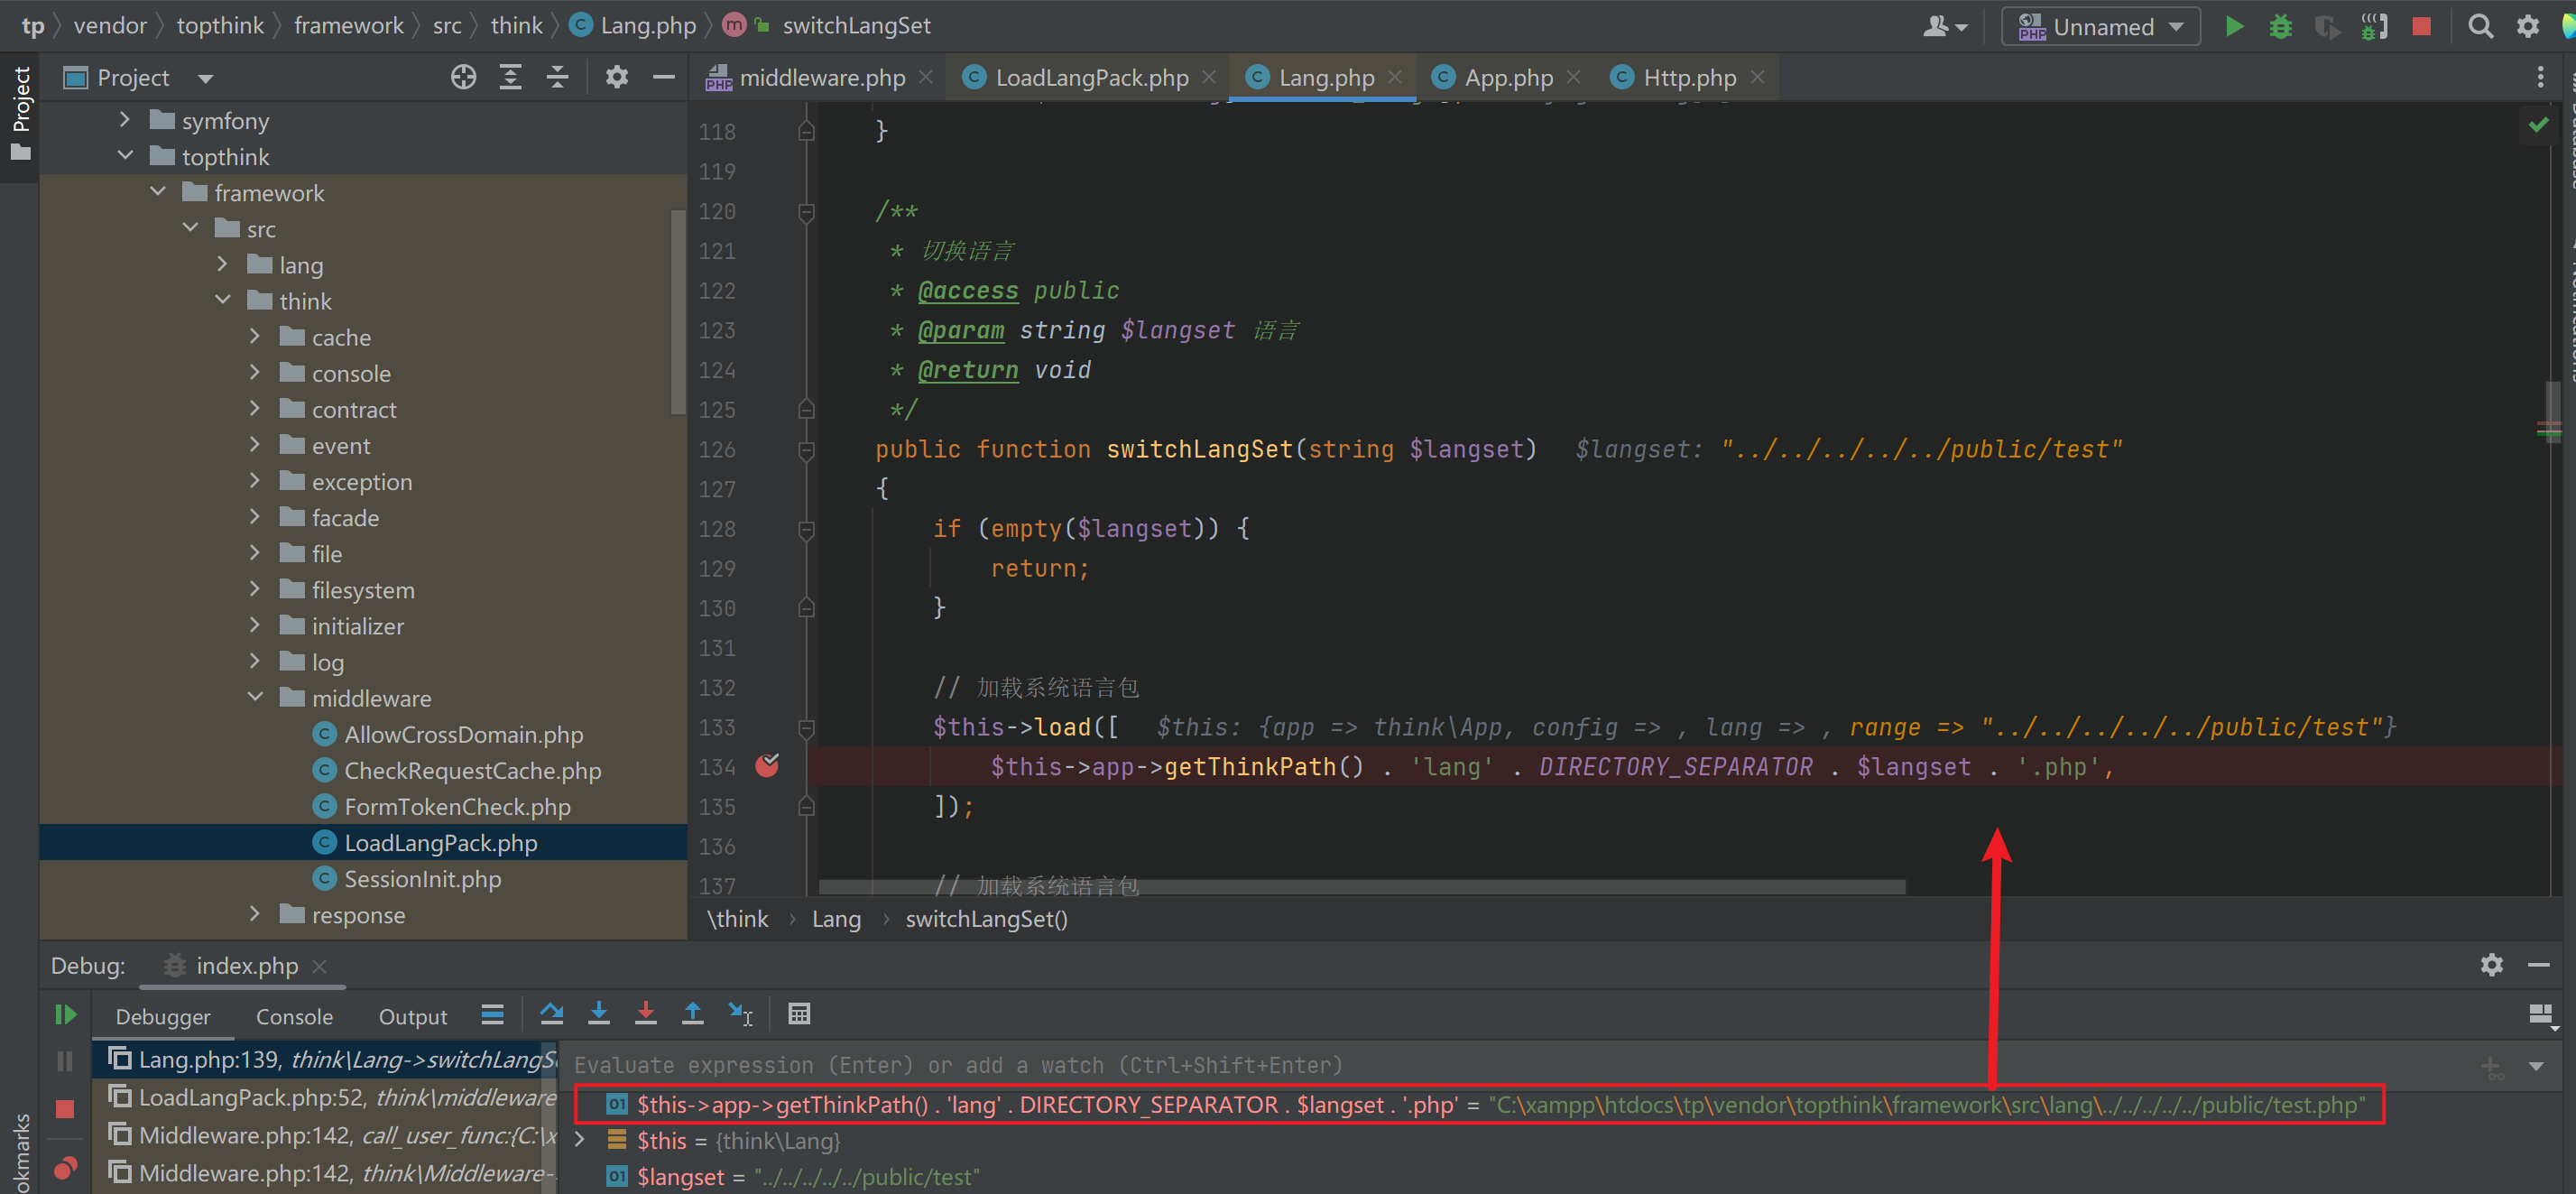 tp vendor topthink framework src think Lang.php switchLangSet
Unnamed
Project
Project
middleware.php LoadLangPack.php Lang.php App.php Http.php
symfony
topthink
framework
src
lang
think
cache
console
contract
event
exception
facade
file
filesystem
initializer
log
middleware
AllowCrossDomain.php
CheckRequestCache.php
FormTokenCheck.php
LoadLangPack.php
SessionInit.php
response
118 }
119
120 /**
121 * 切换语言
122 * @access public
123 * @param string $langset 语言
124 * @return void
125 */
126 public function switchLangSet(string $langset) $langset: "../../../../../public/test"
127 {
128 if (empty($langset)) {
129 return;
130 }
131
132 // 加载系统语言包
133 $this->load([ $this: {app => think\App, config => , lang => , range => "../../../../../public/test"}
134 $this->app->getThinkPath() . 'lang' . DIRECTORY_SEPARATOR . $langset . '.php',
135 ]);
136
137 // 加载系统语言包
\think › Lang › switchLangSet()
Debug: index.php
Debugger Console Output
Lang.php:139, think\Lang->switchLangSe
LoadLangPack.php:52, think\middleware
Middleware.php:142, call_user_func:{C:\x
Middleware.php:142, think\Middleware-
Evaluate expression (Enter) or add a watch (Ctrl+Shift+Enter)
01 $this->app->getThinkPath() . 'lang' . DIRECTORY_SEPARATOR . $langset . '.php' = "C:\xampp\htdocs\tp\vendor\topthink\framework\src\lang\../../../../../public/test.php"
$this = {think\Lang}
01 $langset = "../../../../../public/test"
okmarks